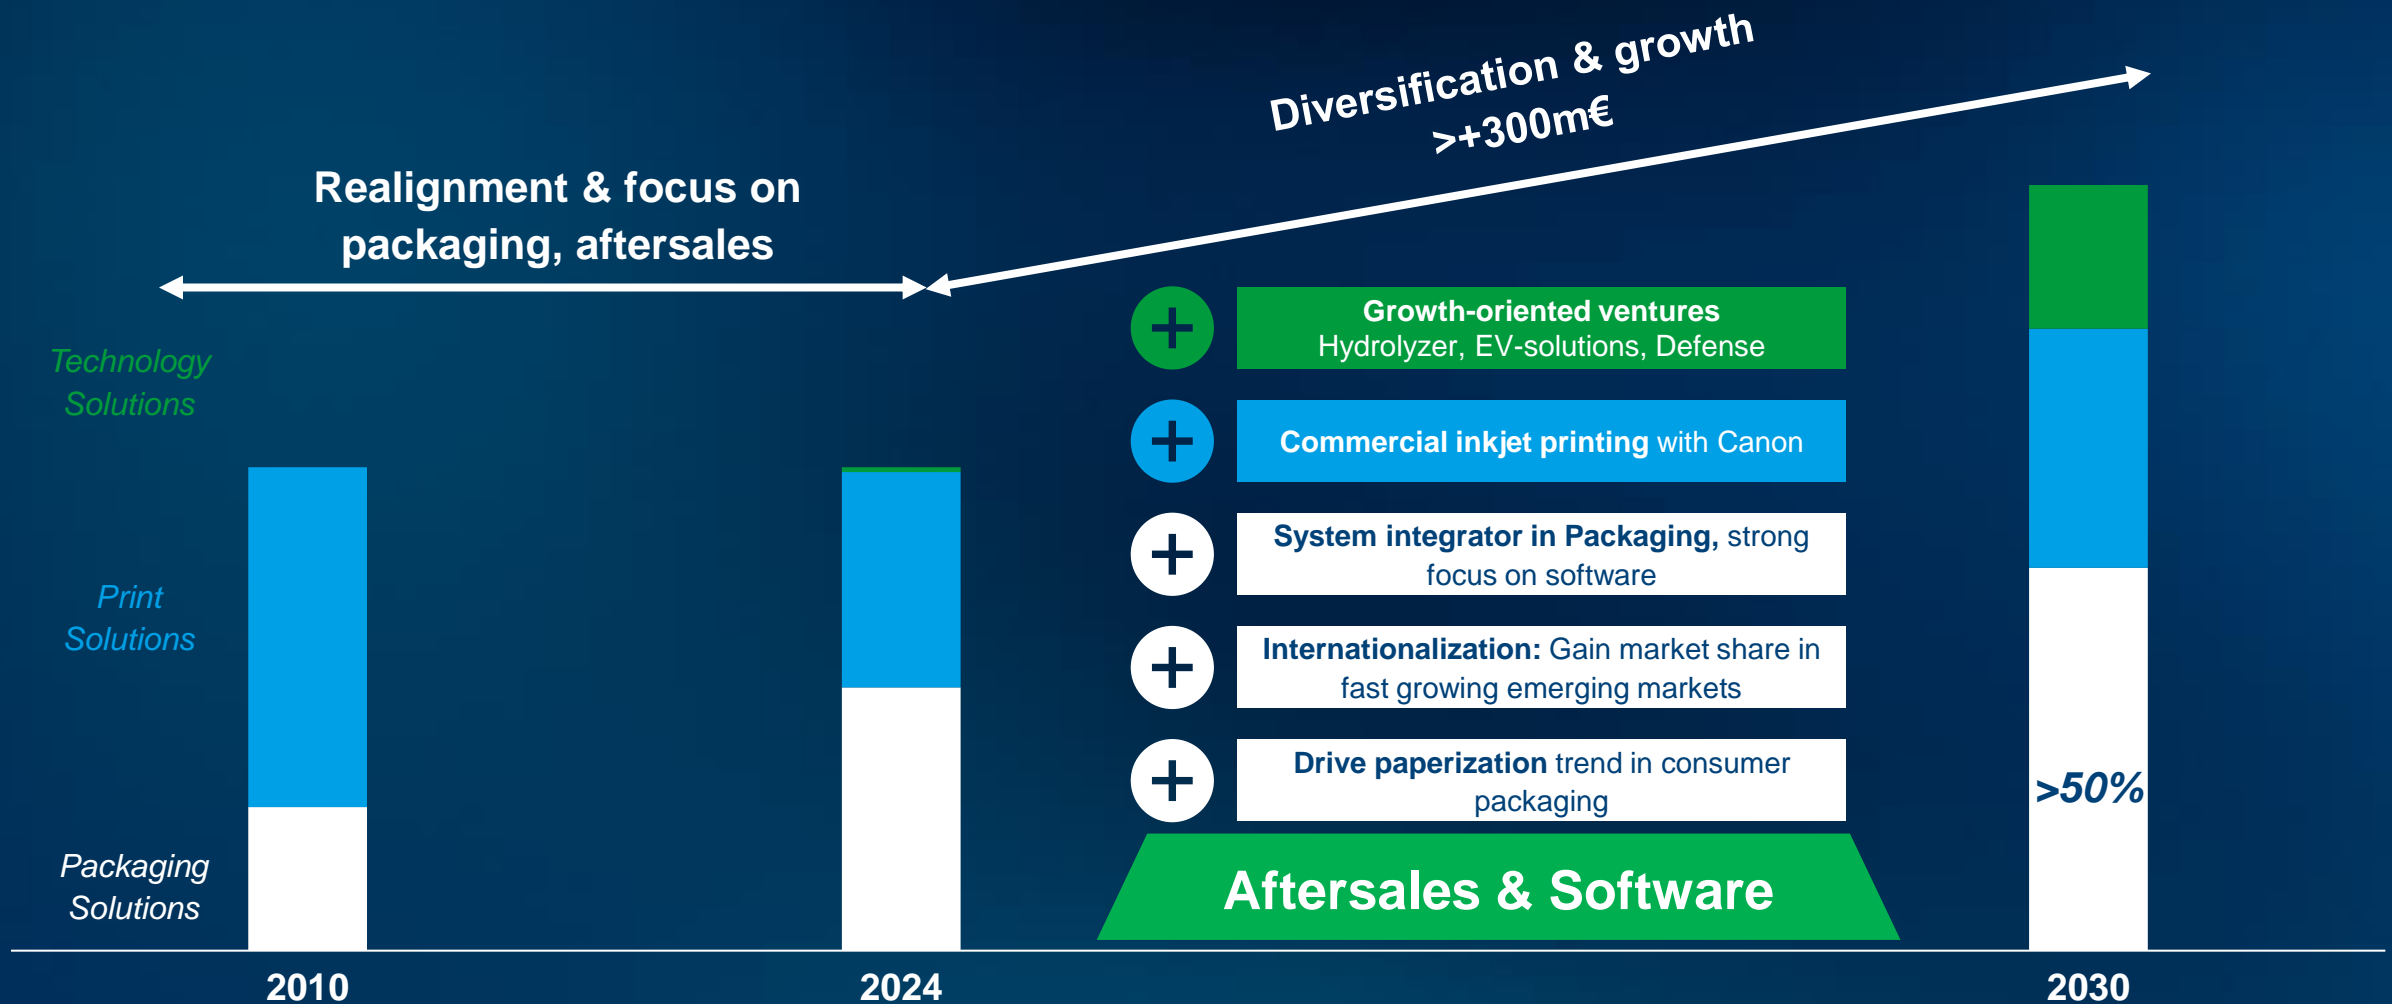 Diversification & growth
>+300m€
Realignment & focus on
packaging, aftersales
Technology
Solutions
Print
Solutions
Packaging
Solutions
+
Growth-oriented ventures
Hydrolyzer, EV-solutions, Defense
+
Commercial inkjet printing with Canon
+
System integrator in Packaging, strong
focus on software
+
Internationalization: Gain market share in
fast growing emerging markets
+
Drive paperization trend in consumer
packaging
Aftersales & Software
>50%
2010
2024
2030